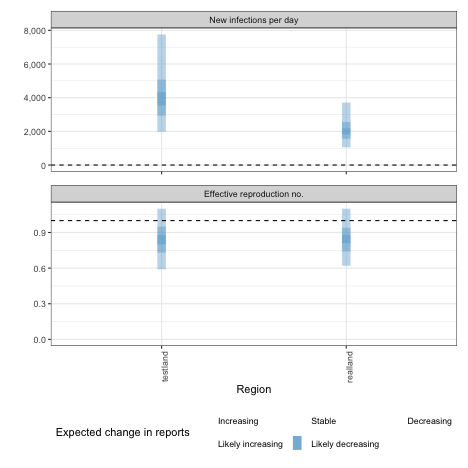 New infections per day
8,000
6,000
4,000
2,000
0
Effective reproduction no.
0.9
0.6
0.3
0.0
testland
realland
Region
Expected change in reports
Increasing Stable Decreasing
Likely increasing Likely decreasing